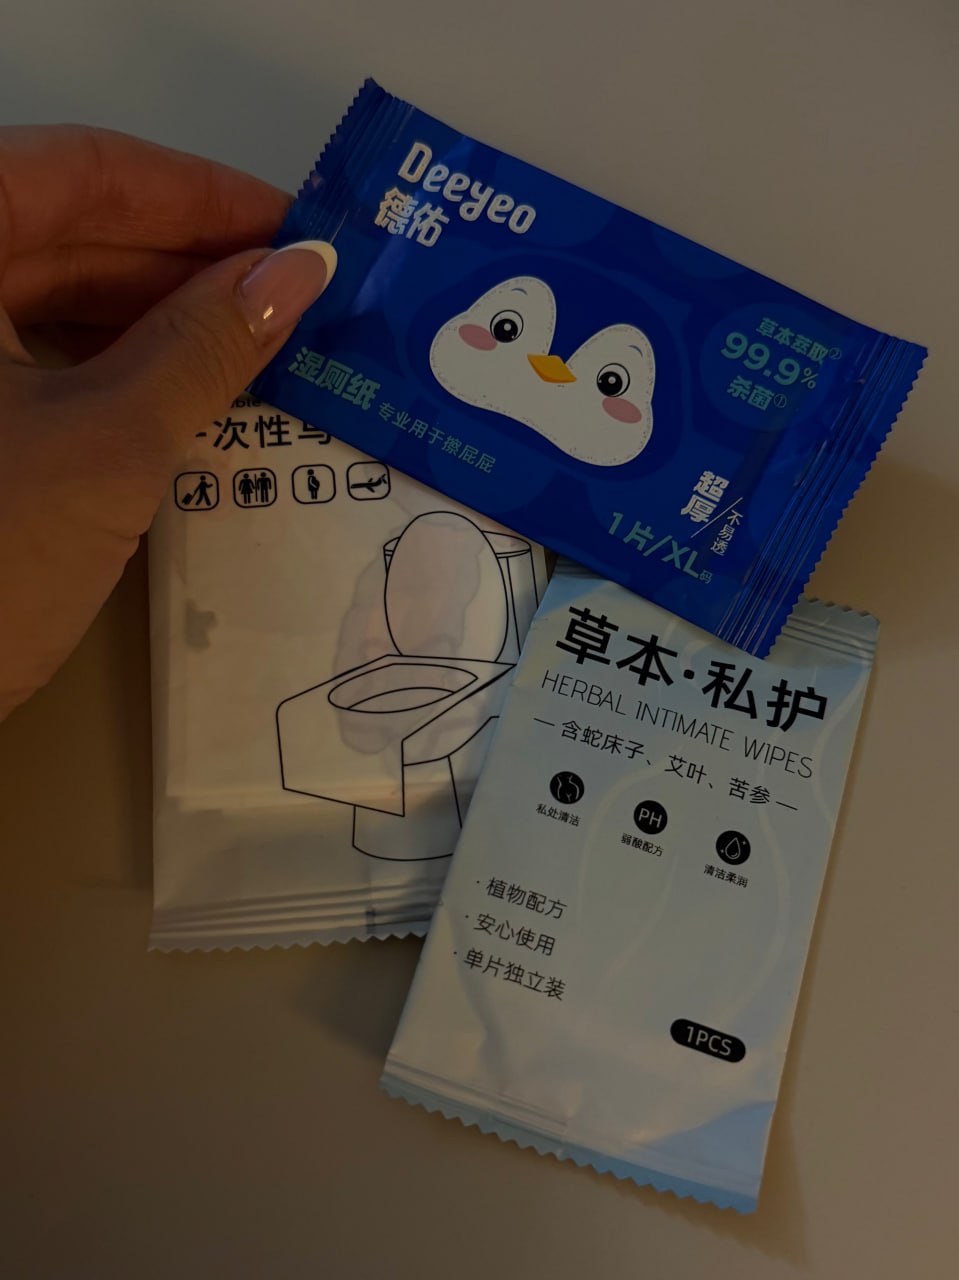 Deeyeo
德佑
草本萃取②
99.9%
杀菌①
湿厕纸 专业用于擦屁屁
超厚/不易透
1片/XL码
一次性马
草本·私护
HERBAL INTIMATE WIPES
— 含蛇床子、艾叶、苦参 —
私处清洁
PH
弱酸配方
清洁柔润
·植物配方
·安心使用
·单片独立装
1PCS